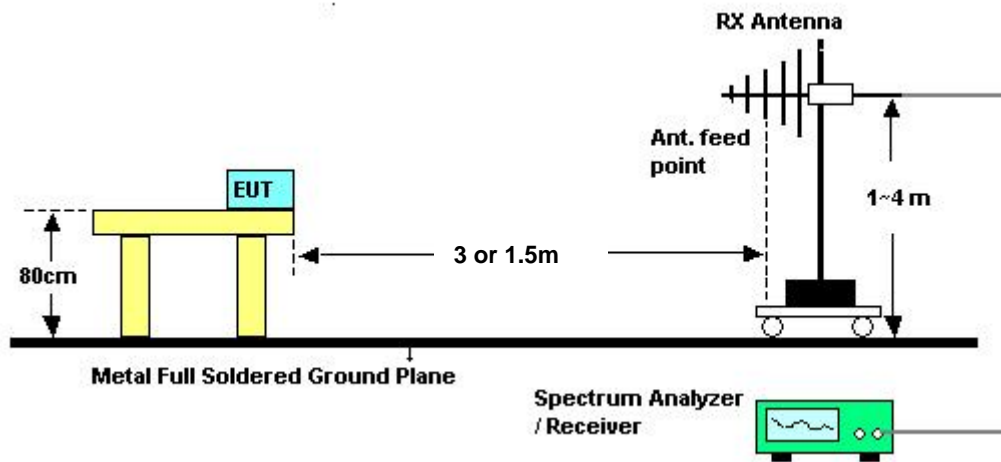 RX Antenna
Ant. feed
point
EUT
1~4 m
3 or 1.5m
80cm
Metal Full Soldered Ground Plane
Spectrum Analyzer
/ Receiver